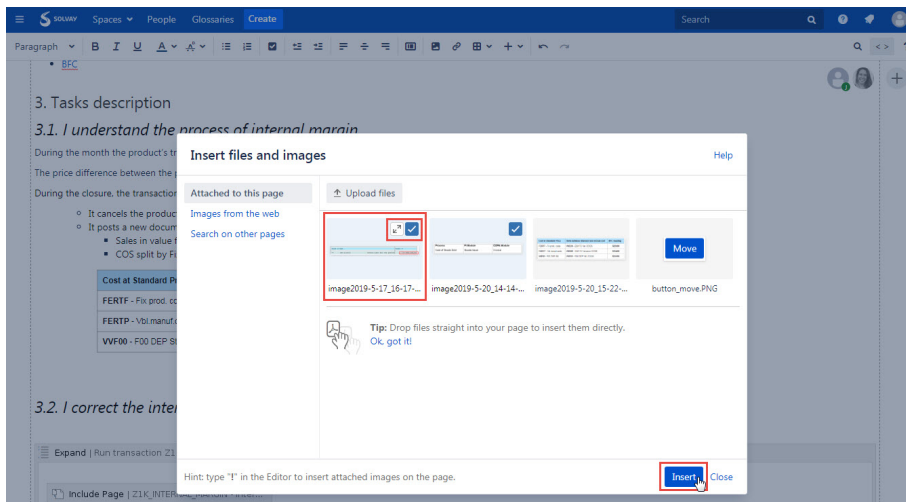 SOLVAY Spaces People Glossaries Create Search
Paragraph B I U A
BFC
3. Tasks description
3.1. I understand the process of internal margin
During the month the product's tr
The price difference between the p
During the closure, the transaction
It cancels the produc
It posts a new docum
Sales in value f
COS split by Fi
Cost at Standard Pr
FERTF - Fix prod. co
FERTP - Vbl.manuf.c
VVF00 - F00 DEP St
3.2. I correct the inter
Expand | Run transaction Z1
Include Page | Z1K_INTER
Insert files and images
Help
Attached to this page
Images from the web
Search on other pages
Upload files
Move
image2019-5-17_16-17-... image2019-5-20_14-14-... image2019-5-20_15-22-... button_move.PNG
Tip: Drop files straight into your page to insert them directly.
Ok, got it!
Hint: type "!" in the Editor to insert attached images on the page.
Insert Close